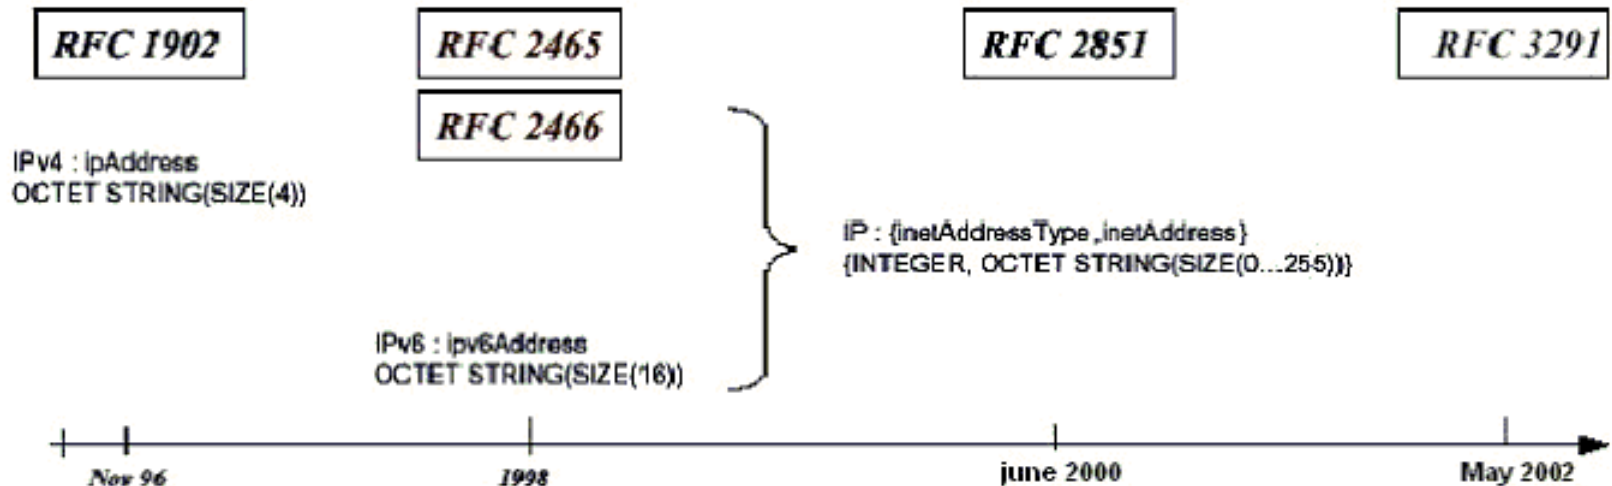 RFC 1902
RFC 2465
RFC 2851
RFC 3291
RFC 2466
IPv4 : ipAddress
OCTET STRING(SIZE(4))
IP : {inetAddressType ,inetAddress}
{INTEGER, OCTET STRING(SIZE(0...255))}
IPv6 : ipv6Address
OCTET STRING(SIZE(16))
Nov 96
1998
june 2000
May 2002